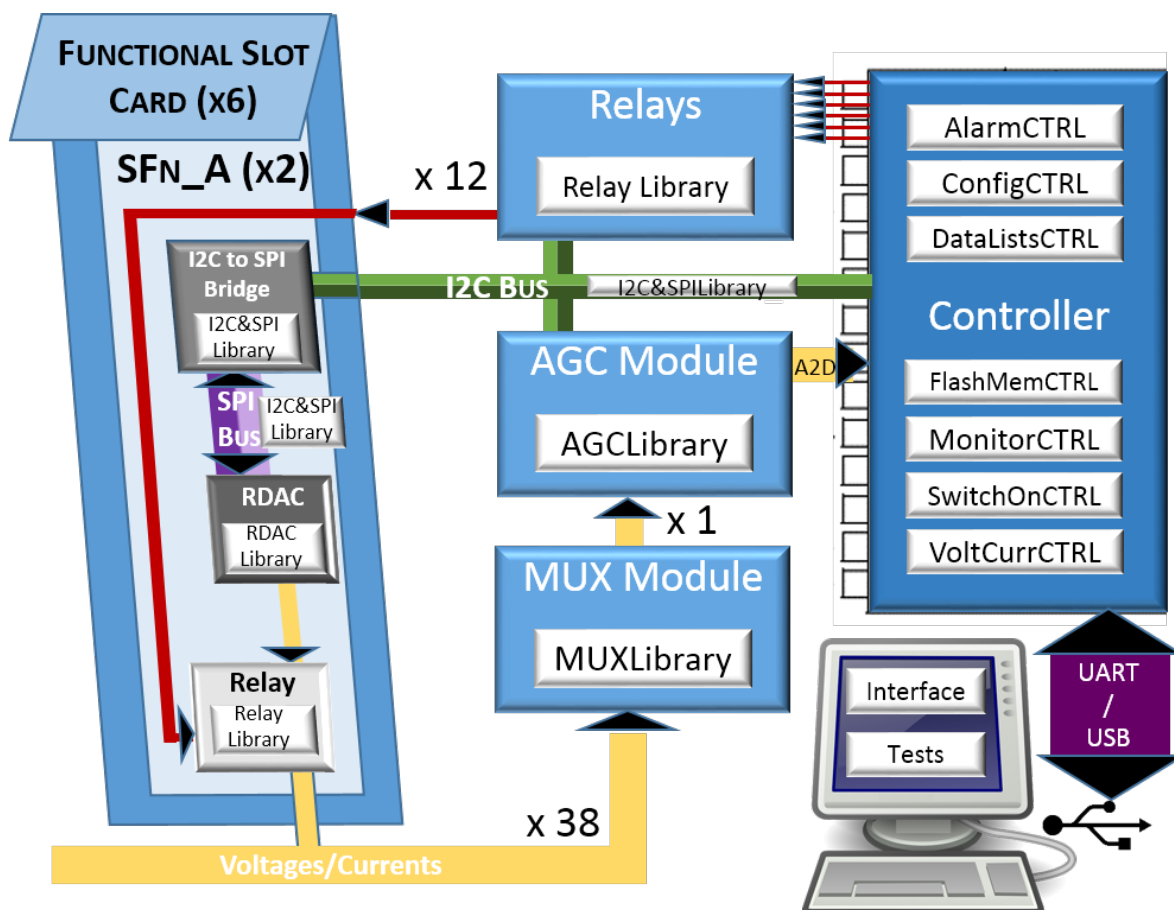 FUNCTIONAL SLOT
CARD (X6)
SFN_A (X2)
x 12
I2C to SPI
Bridge
I2C&SPI
Library
SPI
BUS
I2C&SPI
Library
RDAC
RDAC
Library
Relay
Relay
Library
Voltages/Currents
x 38
Relays
Relay Library
I2C BUS
I2C&SPILibrary
AGC Module
AGCLibrary
A2D
x 1
MUX Module
MUXLibrary
AlarmCTRL
ConfigCTRL
DataListsCTRL
Controller
FlashMemCTRL
MonitorCTRL
SwitchOnCTRL
VoltCurrCTRL
Interface
Tests
UART
/
USB